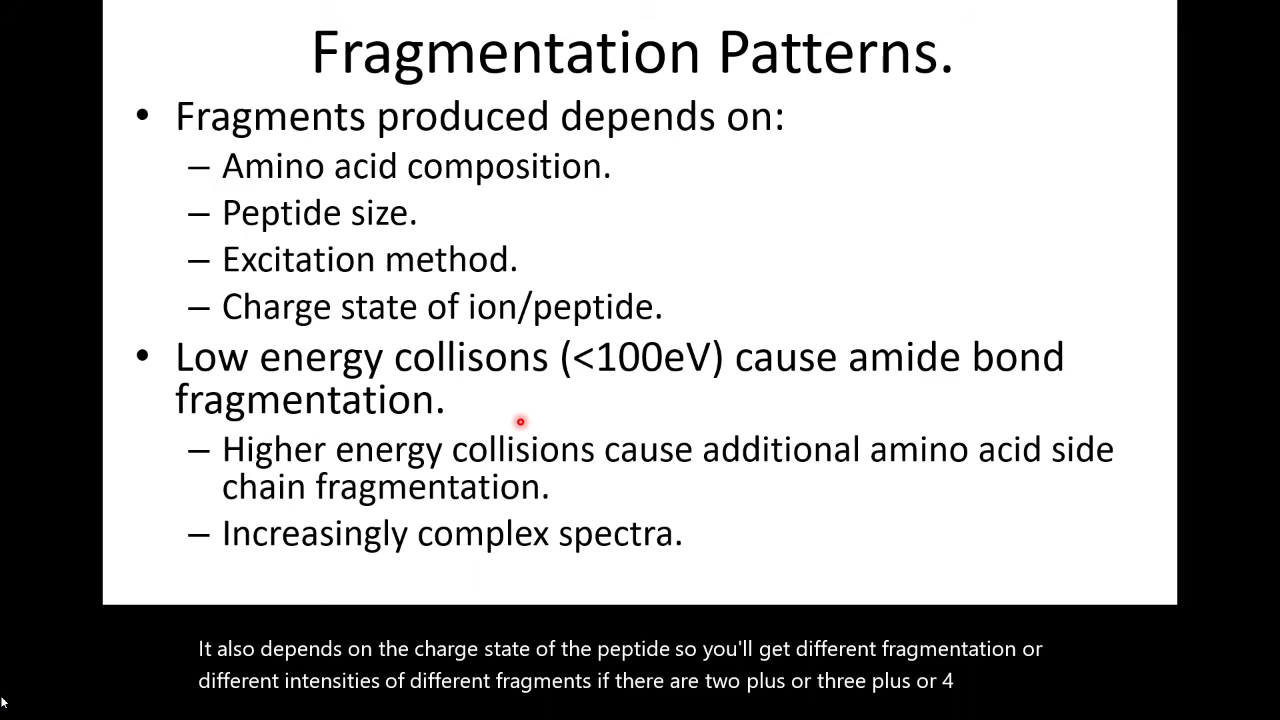 Fragmentation Patterns.
• Fragments produced depends on:
– Amino acid composition.
– Peptide size.
– Excitation method.
– Charge state of ion/peptide.
• Low energy collisons (<100eV) cause amide bond
fragmentation.
– Higher energy collisions cause additional amino acid side
chain fragmentation.
– Increasingly complex spectra.
It also depends on the charge state of the peptide so you'll get different fragmentation or
different intensities of different fragments if there are two plus or three plus or 4